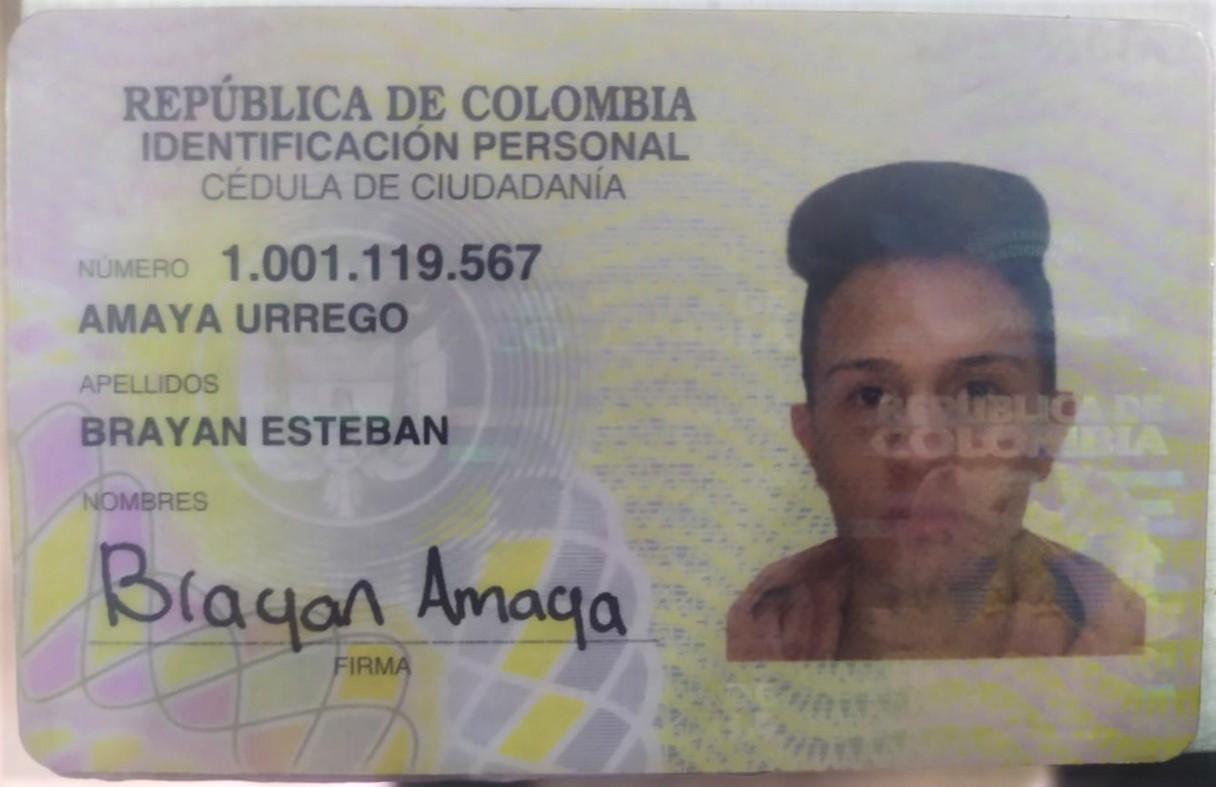 REPÚBLICA DE COLOMBIA
IDENTIFICACIÓN PERSONAL
CÉDULA DE CIUDADANÍA
NÚMERO 1.001.119.567
AMAYA URREGO
APELLIDOS
BRAYAN ESTEBAN
NOMBRES
Brayan Amaya
FIRMA
REPÚBLICA DE
COLOMBIA